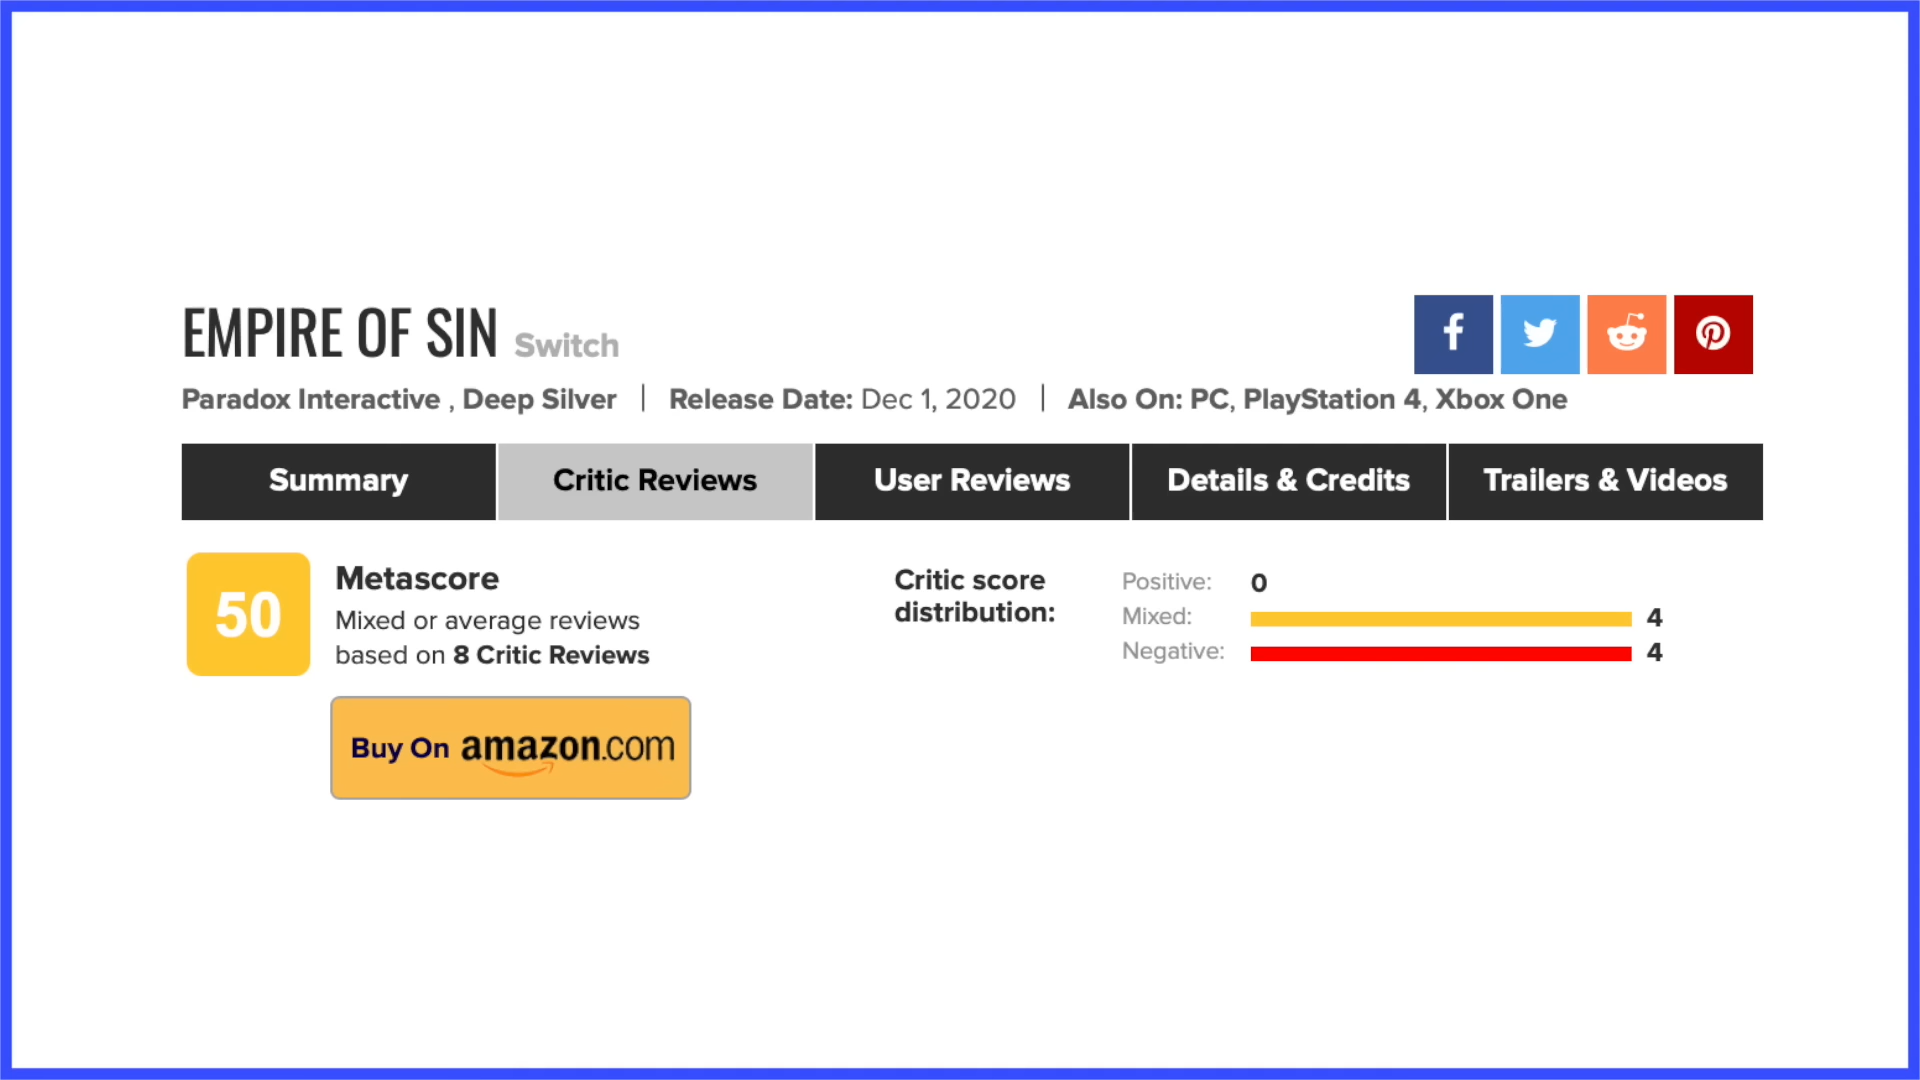 EMPIRE OF SIN Switch
Paradox Interactive , Deep Silver | Release Date: Dec 1, 2020 | Also On: PC, PlayStation 4, Xbox One
Summary Critic Reviews User Reviews Details & Credits Trailers & Videos
50
Metascore
Mixed or average reviews
based on 8 Critic Reviews
Buy On amazon.com
Critic score
distribution:
Positive: 0
Mixed: 4
Negative: 4